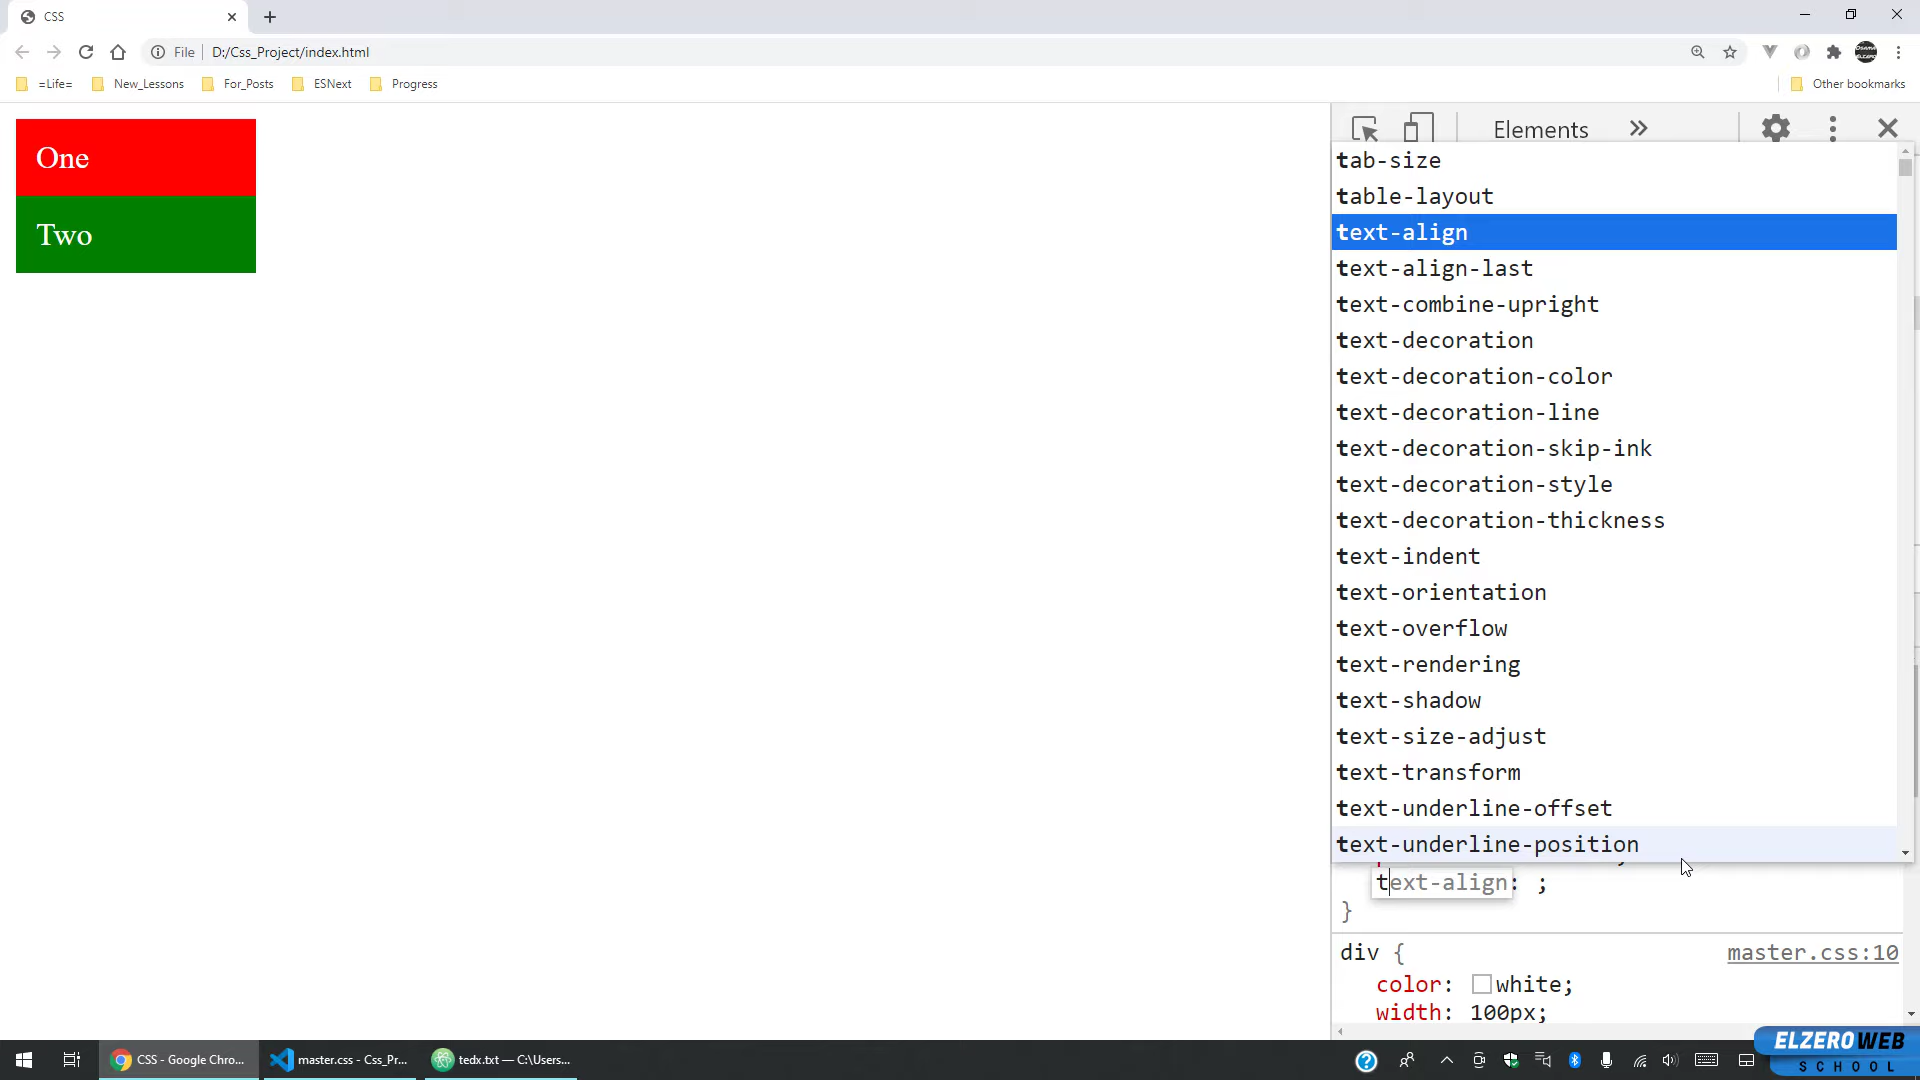 CSS
File D:/Css_Project/index.html
=Life= New_Lessons For_Posts ESNext Progress Other bookmarks
One
Two
Elements
tab-size
table-layout
text-align
text-align-last
text-combine-upright
text-decoration
text-decoration-color
text-decoration-line
text-decoration-skip-ink
text-decoration-style
text-decoration-thickness
text-indent
text-orientation
text-overflow
text-rendering
text-shadow
text-size-adjust
text-transform
text-underline-offset
text-underline-position
text-align: ;
}
div { master.css:10
color: white;
width: 100px;
CSS - Google Chro... master.css - Css_Pr... tedx.txt — C:\Users...
ELZEROWEB
SCHOOL